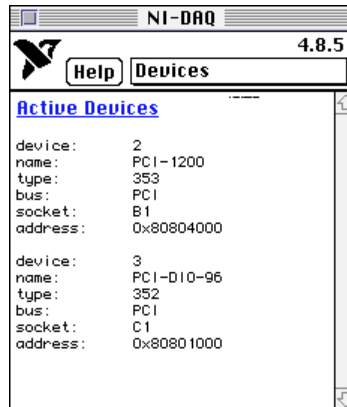 NI-DAQ
4.8.5
Help Devices
Active Devices
device: 2
name: PCI-1200
type: 353
bus: PCI
socket: B1
address: 0x80804000
device: 3
name: PCI-DIO-96
type: 352
bus: PCI
socket: C1
address: 0x80801000